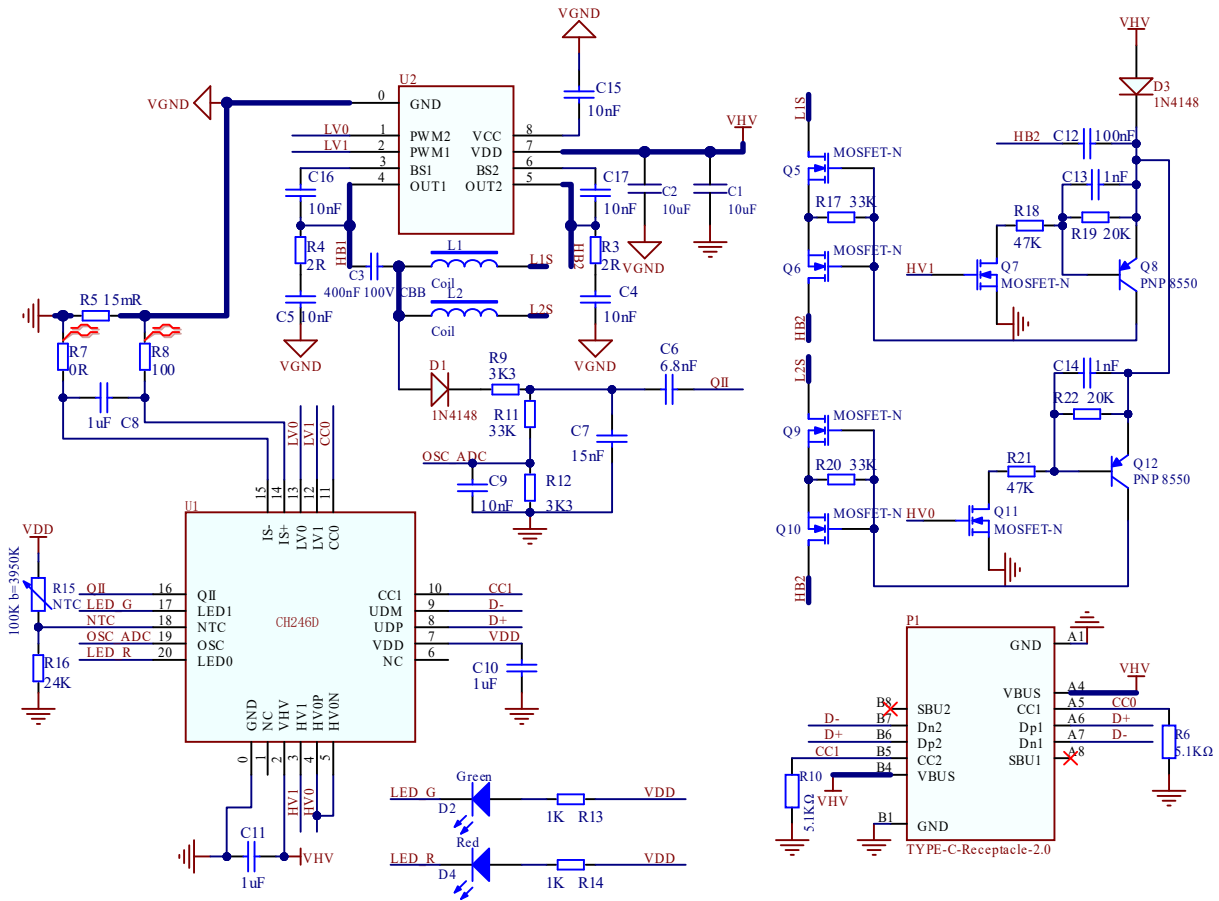 VGND
VHV
U2
VGND
0
GND
C15
10nF
D3
1N4148
L1S
LV0
1
PWM2
VCC
8
VHV
HB2
C12
100nF
LV1
2
PWM1
VDD
7
MOSFET-N
3
BS1
BS2
6
Q5
4
OUT1
OUT2
5
C16
C17
C13
1nF
10nF
10nF
C2
10uF
C1
10uF
R17
33K
R18
47K
R19
20K
HB1
R4
2R
L1
L1S
HB2
R3
2R
VGND
MOSFET-N
Q6
HV1
Q7
MOSFET-N
Q8
PNP 8550
C3
400nF 100V CBB
Coil
L2
L2S
Coil
C5
10nF
C4
10nF
VGND
VGND
HB2
R5
15mR
R7
0R
R8
100
1uF
C8
D1
1N4148
R9
3K3
C6
6.8nF
QII
L2S
C14
1nF
R22
20K
R11
33K
C7
15nF
LV0
LV1
CC0
OSC_ADC
C9
10nF
R12
3K3
MOSFET-N
Q9
R20
33K
R21
47K
Q12
PNP 8550
MOSFET-N
Q10
HV0
Q11
MOSFET-N
HB2
15
14
13
12
11
U1
IS-
IS+
LV0
LV1
CC0
VDD
100K b=3950K
R15
NTC
R16
24K
QII
16
QII
LED_G
17
LED1
NTC
18
NTC
OSC_ADC
19
OSC
LED_R
20
LED0
CH246D
CC1
10
CC1
UDM
9
D-
UDP
8
D+
VDD
7
VDD
NC
6
C10
1uF
GND
NC
VHV
HV1
HV0P
HV0N
0
1
2
3
4
5
HV1
HV0
C11
1uF
VHV
P1
GND
A1
VHV
VBUS
A4
B8
SBU2
CC1
A5
CC0
D-
B7
Dn2
Dp1
A6
D+
D+
B6
Dp2
Dn1
A7
D-
CC1
B5
CC2
SBU1
A8
B4
VBUS
R6
5.1KΩ
R10
5.1KΩ
VHV
B1
GND
TYPE-C-Receptacle-2.0
Green
LED_G
D2
1K
R13
VDD
Red
LED_R
D4
1K
R14
VDD